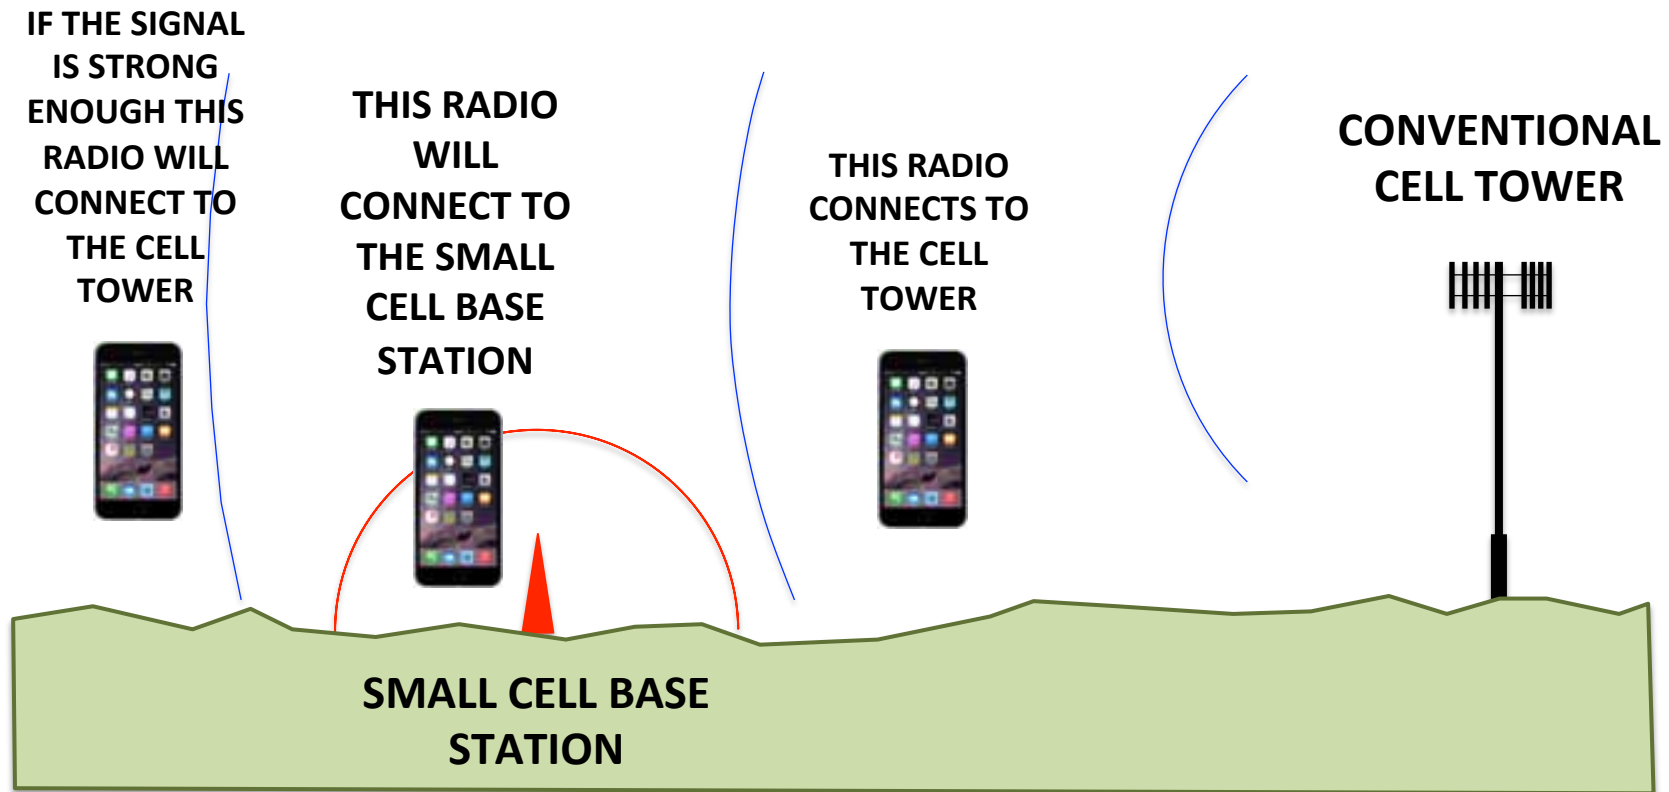 IF THE SIGNAL
IS STRONG
ENOUGH THIS
RADIO WILL
CONNECT TO
THE CELL
TOWER
THIS RADIO
WILL
CONNECT TO
THE SMALL
CELL BASE
STATION
THIS RADIO
CONNECTS TO
THE CELL
TOWER
CONVENTIONAL
CELL TOWER
SMALL CELL BASE
STATION